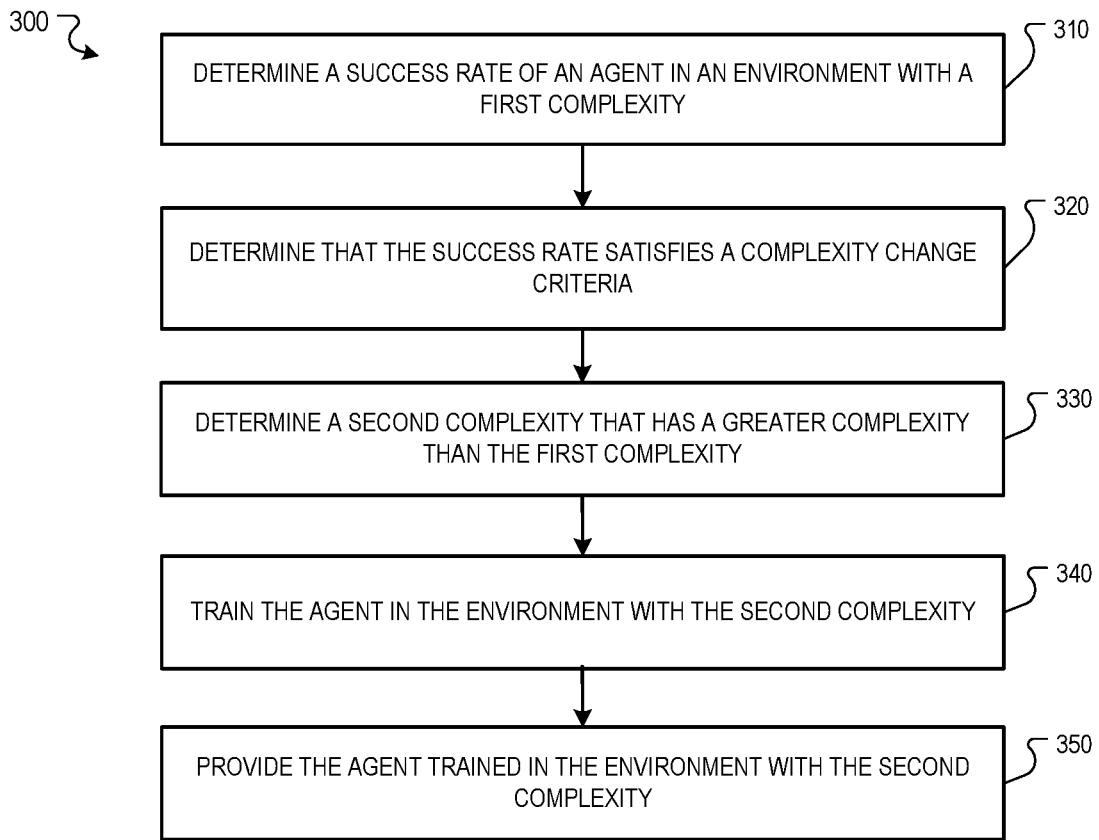 300
310
DETERMINE A SUCCESS RATE OF AN AGENT IN AN ENVIRONMENT WITH A
FIRST COMPLEXITY
320
DETERMINE THAT THE SUCCESS RATE SATISFIES A COMPLEXITY CHANGE
CRITERIA
330
DETERMINE A SECOND COMPLEXITY THAT HAS A GREATER COMPLEXITY
THAN THE FIRST COMPLEXITY
340
TRAIN THE AGENT IN THE ENVIRONMENT WITH THE SECOND COMPLEXITY
350
PROVIDE THE AGENT TRAINED IN THE ENVIRONMENT WITH THE SECOND
COMPLEXITY